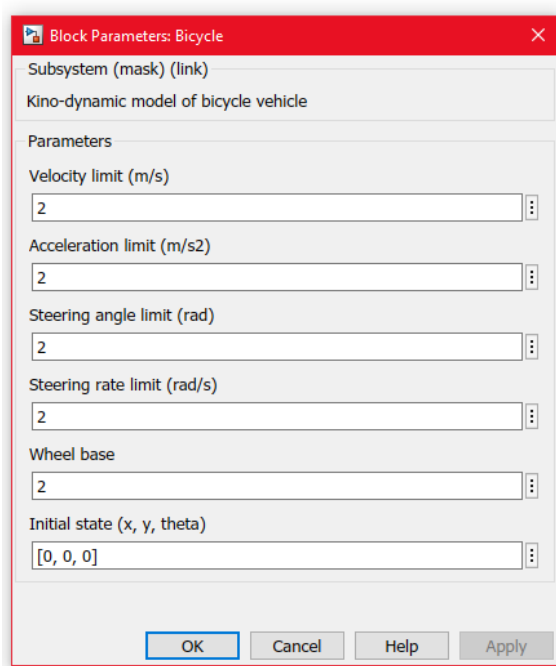 Block Parameters: Bicycle
Subsystem (mask) (link)
Kino-dynamic model of bicycle vehicle
Parameters
Velocity limit (m/s)
2
Acceleration limit (m/s2)
2
Steering angle limit (rad)
2
Steering rate limit (rad/s)
2
Wheel base
2
Initial state (x, y, theta)
[0, 0, 0]
OK Cancel Help Apply